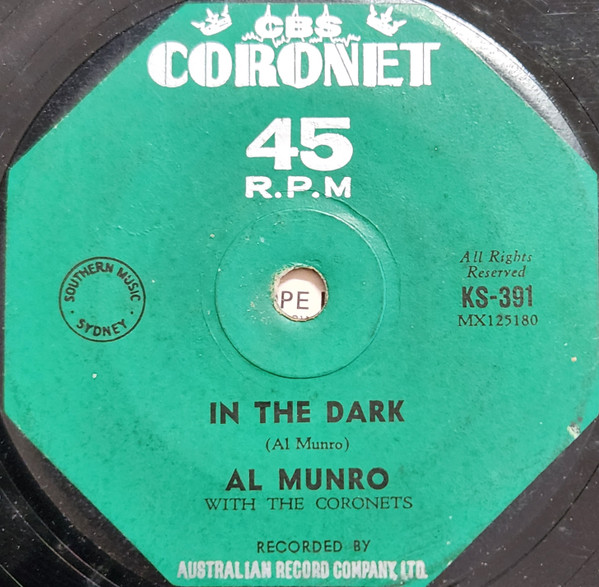 CBS
CORONET
45
R.P.M
SOUTHERN MUSIC
SYDNEY
All Rights
Reserved
KS-391
MX125180
PE
IN THE DARK
(Al Munro)
AL MUNRO
WITH THE CORONETS
RECORDED BY
AUSTRALIAN RECORD COMPANY, LTD.